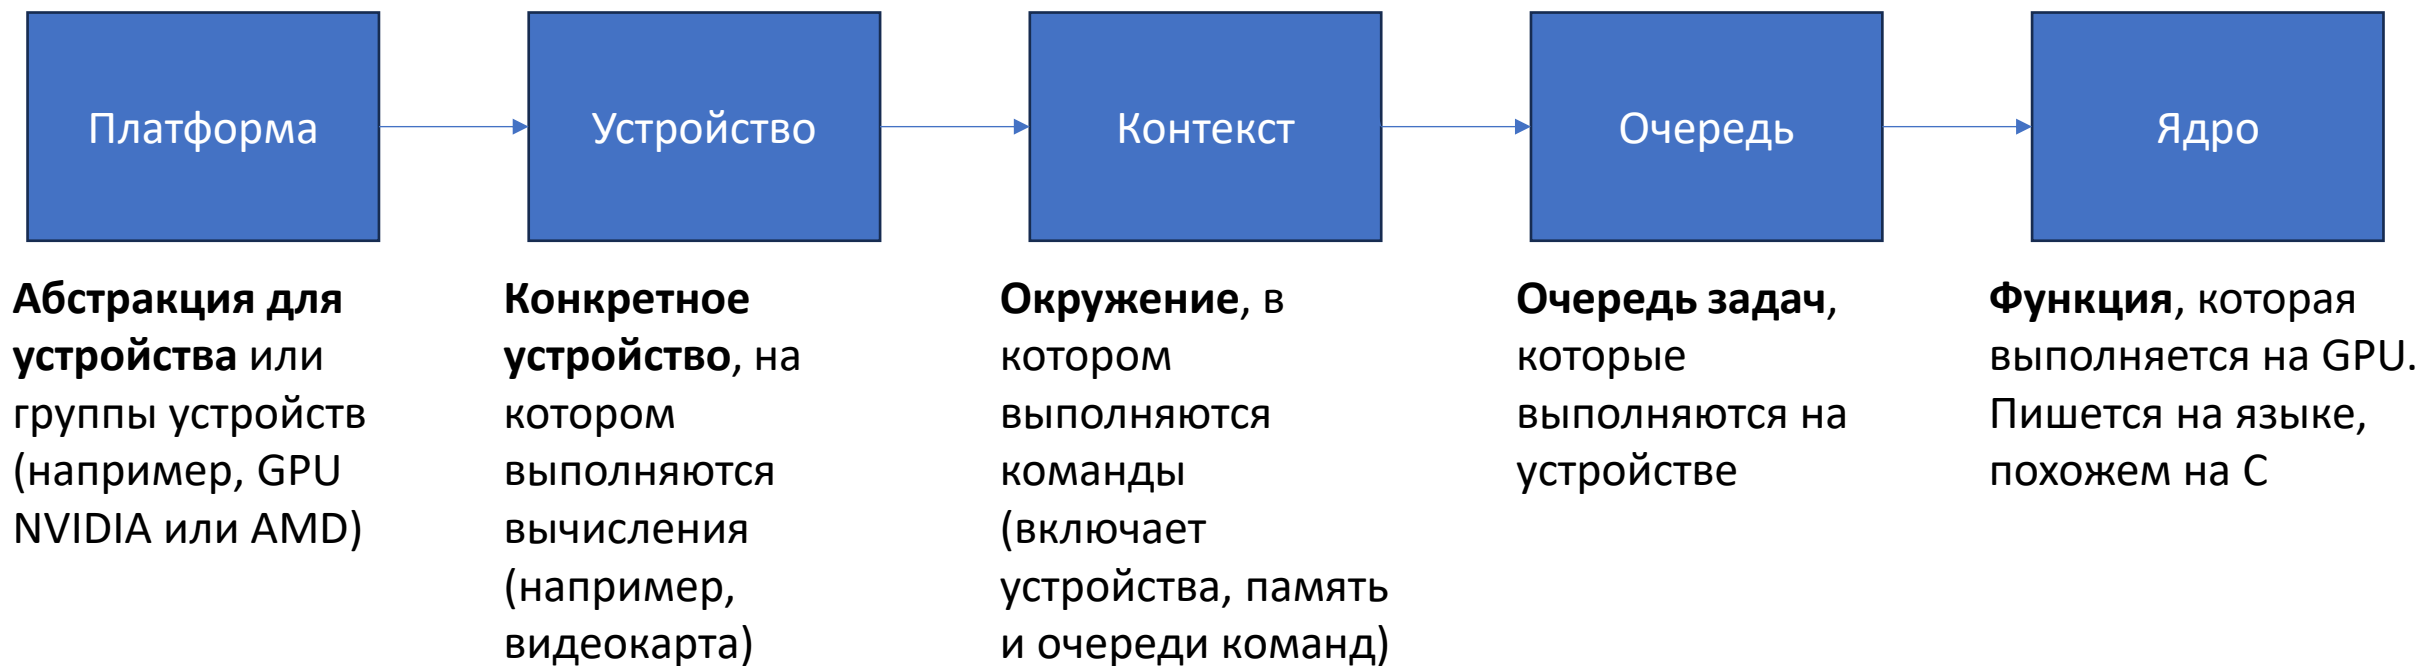 Платформа
Устройство
Контекст
Очередь
Ядро
Абстракция для
устройства или
группы устройств
(например, GPU
NVIDIA или AMD)
Конкретное
устройство, на
котором
выполняются
вычисления
(например,
видеокарта)
Окружение, в
котором
выполняются
команды
(включает
устройства, память
и очереди команд)
Очередь задач,
которые
выполняются на
устройстве
Функция, которая
выполняется на GPU.
Пишется на языке,
похожем на C